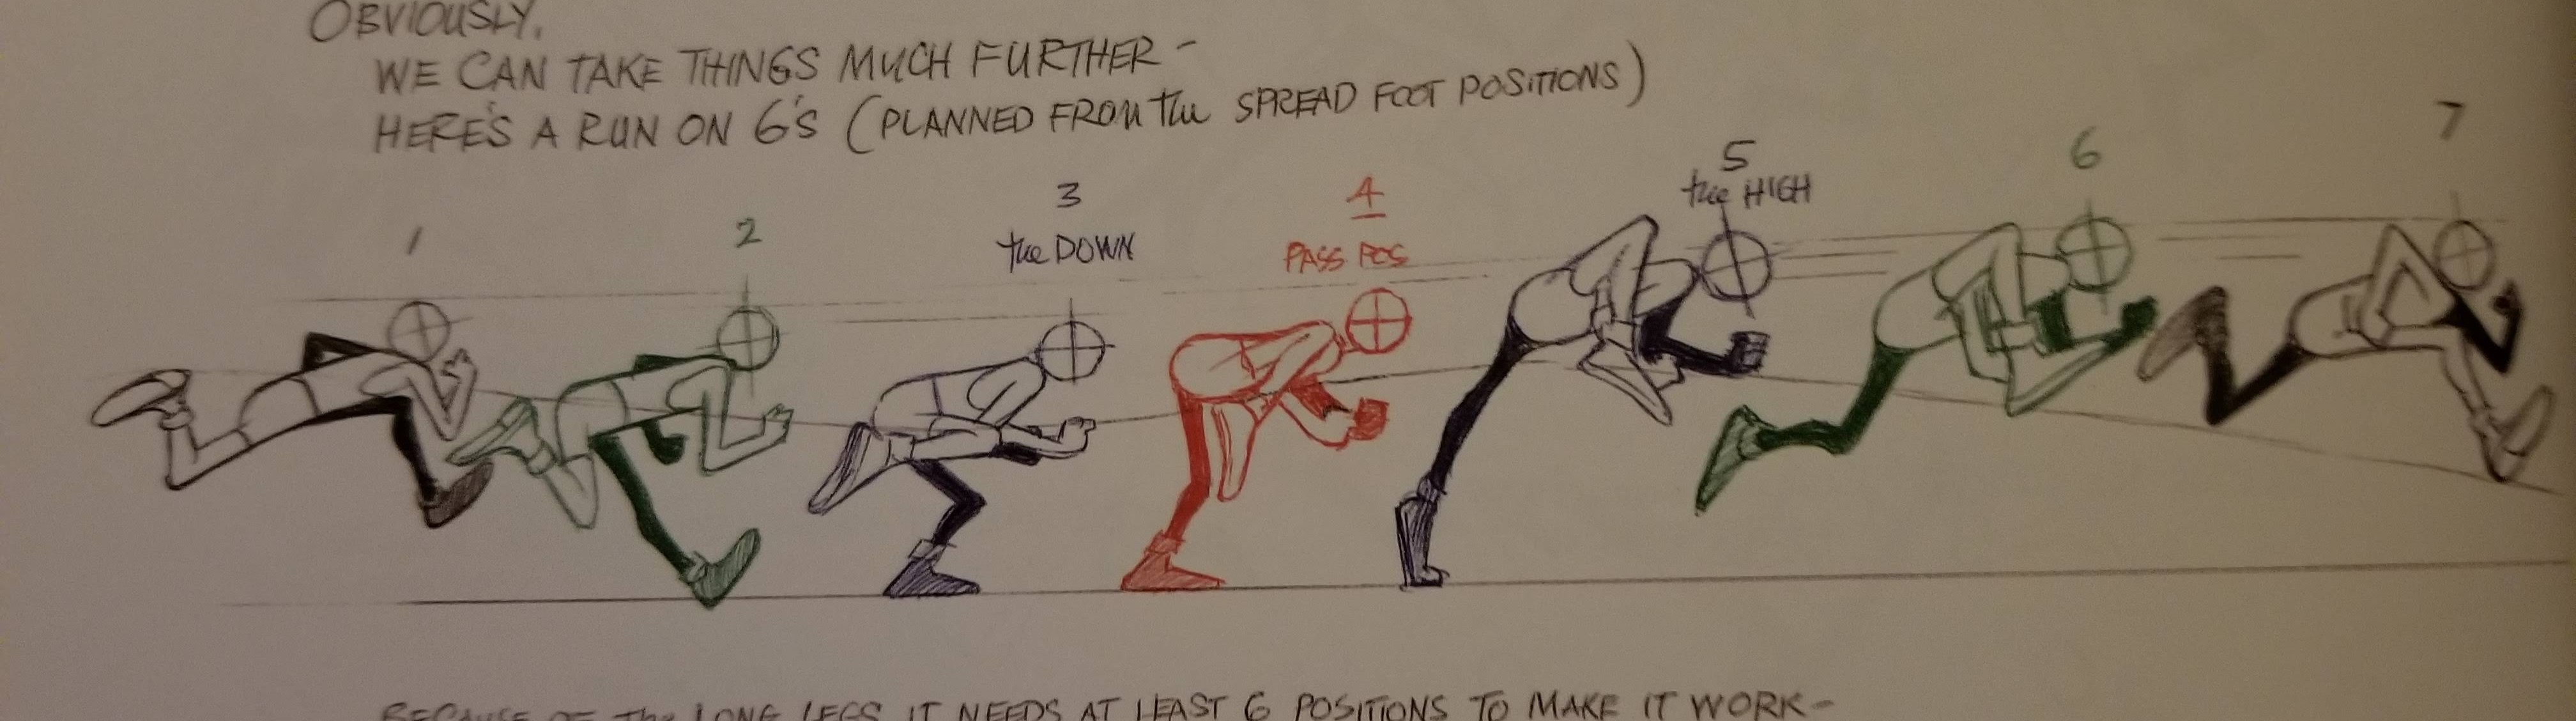 OBVIOUSLY,
WE CAN TAKE THINGS MUCH FURTHER -
HERE'S A RUN ON 6'S (PLANNED FROM the SPREAD FOOT POSITIONS)
1
2
3
the DOWN
4
PASS POS
5
the HIGH
6
7
BECAUSE OF the LONG LEGS IT NEEDS AT LEAST 6 POSITIONS TO MAKE IT WORK -